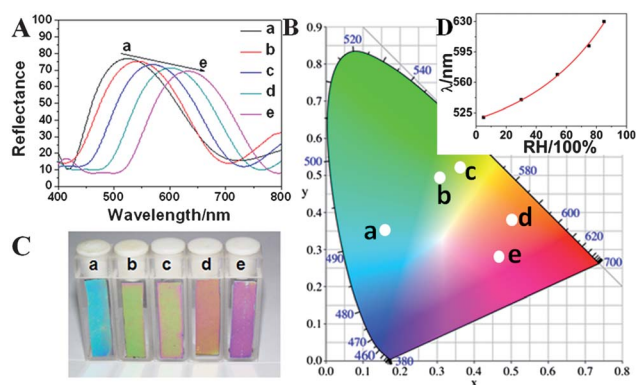 A
Reflectance
100
90
80
70
60
50
40
30
20
10
0
400 500 600 700 800
Wavelength/nm
a
e
a
b
c
d
e
B
0.9
0.8
0.7
0.6
0.5
y
0.4
0.3
0.2
0.1
0.0
0.0 0.1 0.2 0.3 0.4 0.5 0.6 0.7 0.8
x
520
540
500
580
600
620
700
490
480
470
460
380
a
b
c
d
e
D
λ/nm
630
595
560
525
0 20 40 60 80 100
RH/100%
C
a b c d e